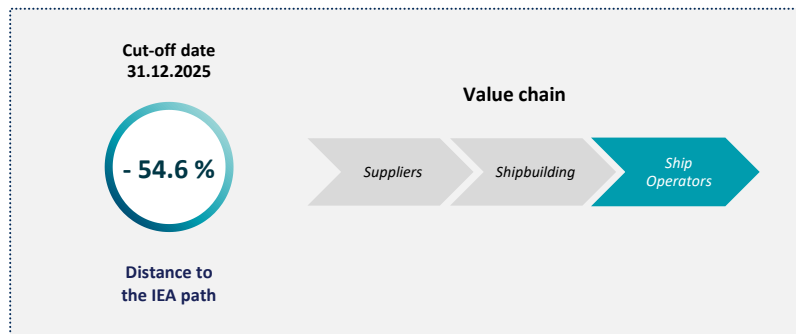 Cut-off date
31.12.2025
- 54.6 %
Distance to
the IEA path
Value chain
Suppliers
Shipbuilding
Ship
Operators